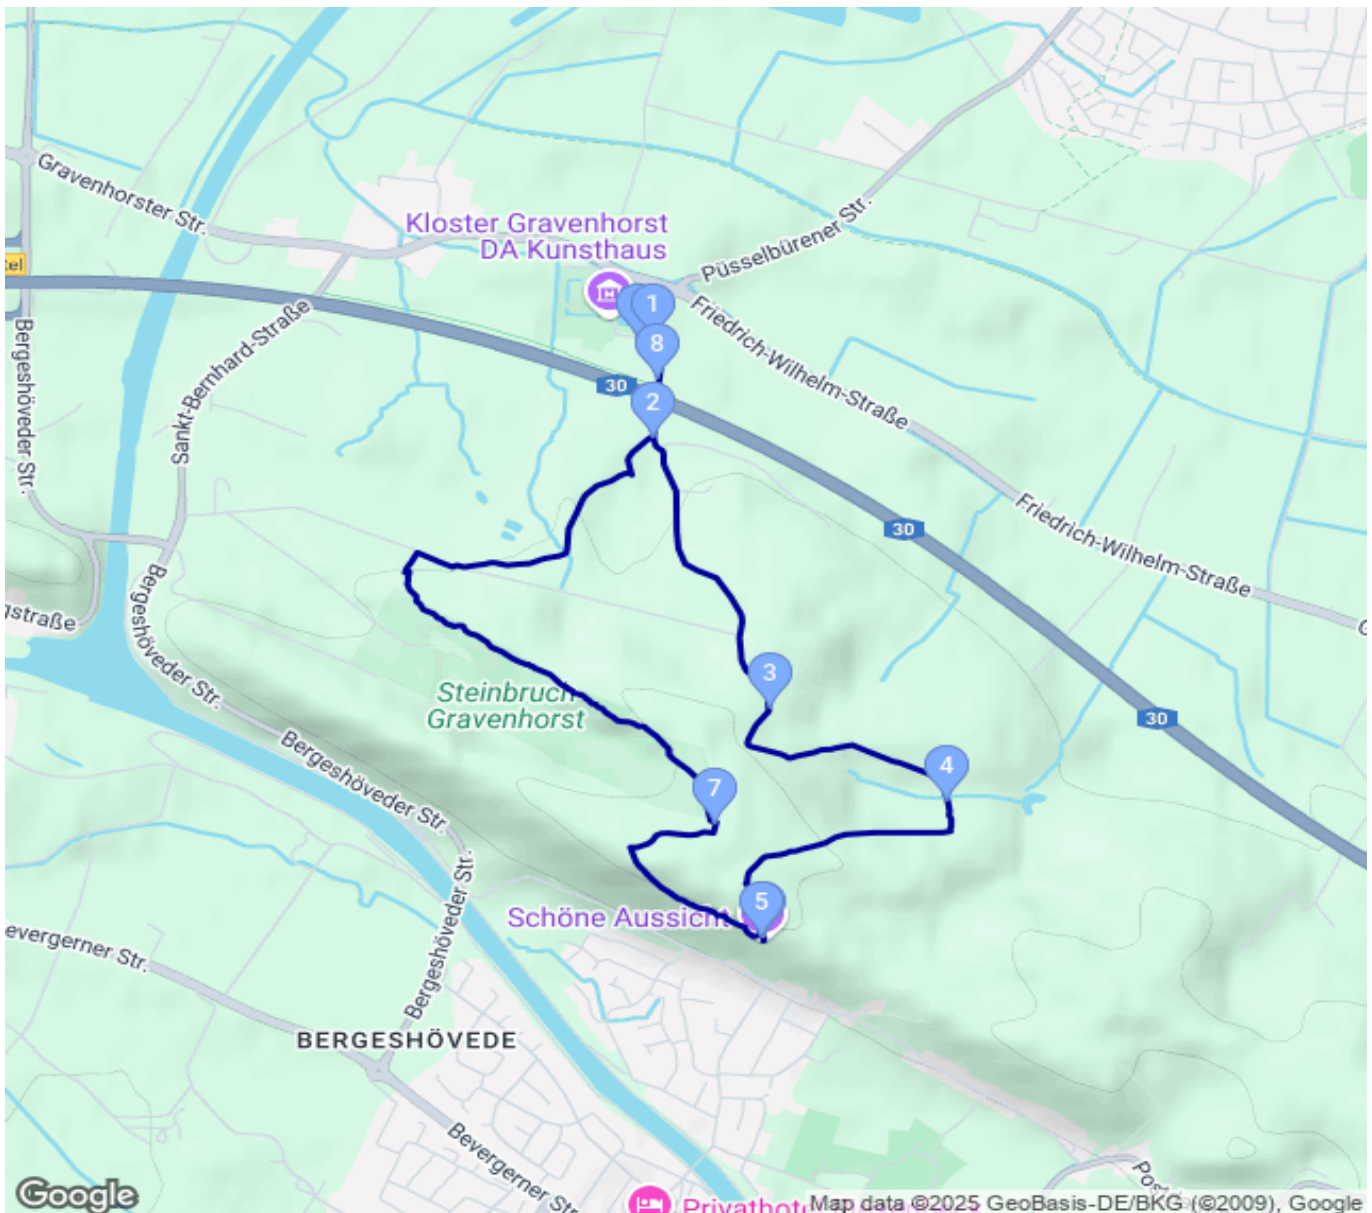 Gravenhorster Str.
Kloster Gravenhorst
DA Kunsthaus
Püsselbürener Str.
tel
1
8
30
2
Friedrich-Wilhelm-Straße
Sankt-Bernhard-Straße
Bergeshöveder Str.
30
Friedrich-Wilhelm-Straße
gstraße
Bergeshöveder Str.
3
Steinbruch
Gravenhorst
30
Bergeshöveder Str.
4
7
Bergeshöveder Str.
5
Schöne Aussicht
evergerner Str.
BERGESHÖVEDE
Bevergerner Str.
Google
Map data ©2025 GeoBasis-DE/BKG (©2009), Google